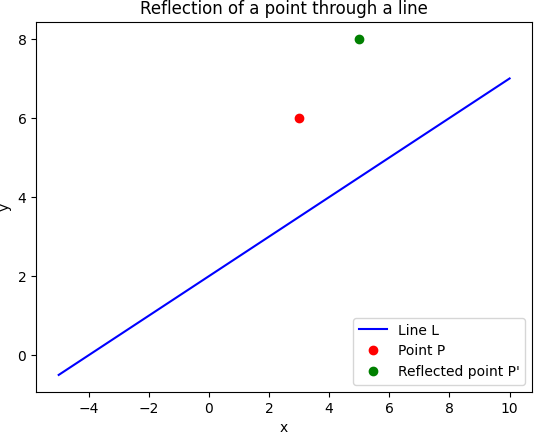 Reflection of a point through a line
8
6
4
2
0
y
−4
−2
0
2
4
6
8
10
x
Line L
Point P
Reflected point P'